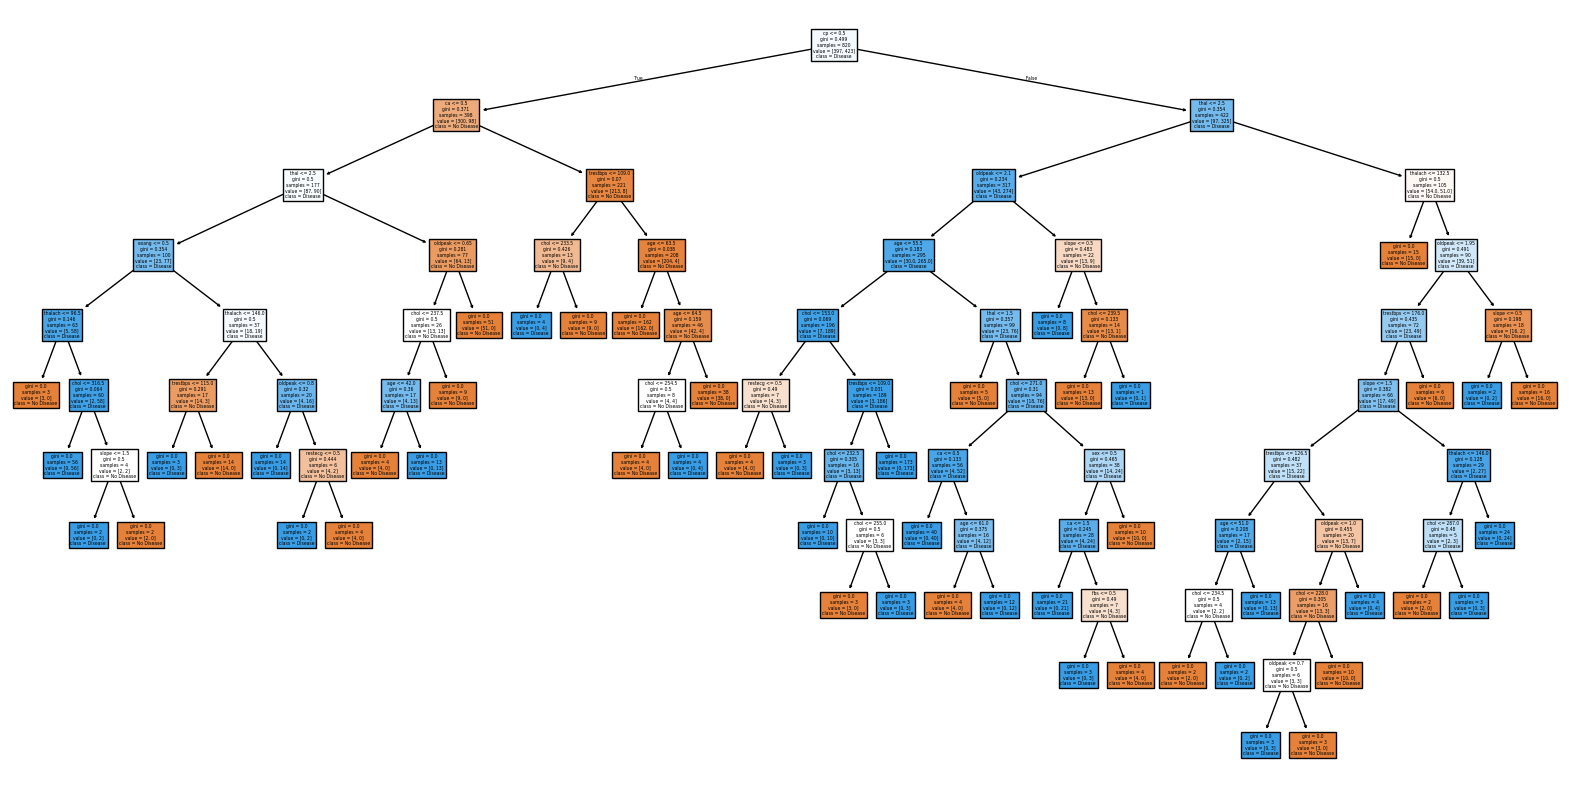 cp <= 0.5
gini = 0.499
samples = 820
value = [397, 423]
class = Disease
True
False
ca <= 0.5
gini = 0.371
samples = 398
value = [300, 98]
class = No Disease
thal <= 2.5
gini = 0.354
samples = 422
value = [97, 325]
class = Disease
thal <= 2.5
gini = 0.5
samples = 177
value = [87, 90]
class = Disease
trestbps <= 109.0
gini = 0.07
samples = 221
value = [213, 8]
class = No Disease
oldpeak <= 2.1
gini = 0.234
samples = 317
value = [43, 274]
class = Disease
thalach <= 132.5
gini = 0.5
samples = 105
value = [54.0, 51.0]
class = No Disease
exang <= 0.5
gini = 0.354
samples = 100
value = [23, 77]
class = Disease
oldpeak <= 0.65
gini = 0.281
samples = 77
value = [64, 13]
class = No Disease
chol <= 233.5
gini = 0.426
samples = 13
value = [9, 4]
class = No Disease
age <= 63.5
gini = 0.038
samples = 208
value = [204, 4]
class = No Disease
age <= 55.5
gini = 0.183
samples = 295
value = [30.0, 265.0]
class = Disease
slope <= 0.5
gini = 0.483
samples = 22
value = [13, 9]
class = No Disease
gini = 0.0
samples = 15
value = [15, 0]
class = No Disease
oldpeak <= 1.95
gini = 0.491
samples = 90
value = [39, 51]
class = Disease
thalach <= 96.5
gini = 0.146
samples = 63
value = [5, 58]
class = Disease
thalach <= 146.0
gini = 0.5
samples = 37
value = [18, 19]
class = Disease
chol <= 237.5
gini = 0.5
samples = 26
value = [13, 13]
class = No Disease
gini = 0.0
samples = 51
value = [51, 0]
class = No Disease
gini = 0.0
samples = 4
value = [0, 4]
class = Disease
gini = 0.0
samples = 9
value = [9, 0]
class = No Disease
gini = 0.0
samples = 162
value = [162, 0]
class = No Disease
age <= 64.5
gini = 0.159
samples = 46
value = [42, 4]
class = No Disease
chol <= 153.0
gini = 0.069
samples = 196
value = [7, 189]
class = Disease
thal <= 1.5
gini = 0.357
samples = 99
value = [23, 76]
class = Disease
gini = 0.0
samples = 8
value = [0, 8]
class = Disease
chol <= 239.5
gini = 0.133
samples = 14
value = [13, 1]
class = No Disease
trestbps <= 176.0
gini = 0.435
samples = 72
value = [23, 49]
class = Disease
slope <= 0.5
gini = 0.198
samples = 18
value = [16, 2]
class = No Disease
gini = 0.0
samples = 3
value = [3, 0]
class = No Disease
chol <= 316.5
gini = 0.064
samples = 60
value = [2, 58]
class = Disease
trestbps <= 115.0
gini = 0.291
samples = 17
value = [14, 3]
class = No Disease
oldpeak <= 0.8
gini = 0.32
samples = 20
value = [4, 16]
class = Disease
age <= 42.0
gini = 0.36
samples = 17
value = [4, 13]
class = Disease
gini = 0.0
samples = 9
value = [9, 0]
class = No Disease
chol <= 254.5
gini = 0.5
samples = 8
value = [4, 4]
class = No Disease
gini = 0.0
samples = 38
value = [38, 0]
class = No Disease
restecg <= 0.5
gini = 0.49
samples = 7
value = [4, 3]
class = No Disease
trestbps <= 109.0
gini = 0.031
samples = 189
value = [3, 186]
class = Disease
gini = 0.0
samples = 5
value = [5, 0]
class = No Disease
chol <= 271.0
gini = 0.31
samples = 94
value = [18, 76]
class = Disease
gini = 0.0
samples = 13
value = [13, 0]
class = No Disease
gini = 0.0
samples = 1
value = [0, 1]
class = Disease
slope <= 1.5
gini = 0.382
samples = 66
value = [17, 49]
class = Disease
gini = 0.0
samples = 6
value = [6, 0]
class = No Disease
gini = 0.0
samples = 2
value = [0, 2]
class = Disease
gini = 0.0
samples = 16
value = [16, 0]
class = No Disease
gini = 0.0
samples = 56
value = [0, 56]
class = Disease
slope <= 1.5
gini = 0.5
samples = 4
value = [2, 2]
class = No Disease
gini = 0.0
samples = 3
value = [0, 3]
class = Disease
gini = 0.0
samples = 14
value = [14, 0]
class = No Disease
gini = 0.0
samples = 14
value = [0, 14]
class = Disease
restecg <= 0.5
gini = 0.444
samples = 6
value = [4, 2]
class = No Disease
gini = 0.0
samples = 4
value = [4, 0]
class = No Disease
gini = 0.0
samples = 13
value = [0, 13]
class = Disease
gini = 0.0
samples = 4
value = [4, 0]
class = No Disease
gini = 0.0
samples = 4
value = [0, 4]
class = Disease
gini = 0.0
samples = 4
value = [4, 0]
class = No Disease
gini = 0.0
samples = 3
value = [0, 3]
class = Disease
chol <= 232.5
gini = 0.305
samples = 16
value = [3, 13]
class = Disease
gini = 0.0
samples = 173
value = [0, 173]
class = Disease
ca <= 0.5
gini = 0.133
samples = 56
value = [4, 52]
class = Disease
sex <= 0.5
gini = 0.465
samples = 38
value = [14, 24]
class = Disease
trestbps <= 126.5
gini = 0.482
samples = 37
value = [15, 22]
class = Disease
thalach <= 146.0
gini = 0.128
samples = 29
value = [2, 27]
class = Disease
gini = 0.0
samples = 2
value = [0, 2]
class = Disease
gini = 0.0
samples = 2
value = [2, 0]
class = No Disease
gini = 0.0
samples = 2
value = [0, 2]
class = Disease
gini = 0.0
samples = 4
value = [4, 0]
class = No Disease
gini = 0.0
samples = 10
value = [0, 10]
class = Disease
chol <= 255.0
gini = 0.5
samples = 6
value = [3, 3]
class = No Disease
gini = 0.0
samples = 40
value = [0, 40]
class = Disease
age <= 61.0
gini = 0.375
samples = 16
value = [4, 12]
class = Disease
ca <= 1.5
gini = 0.245
samples = 28
value = [4, 24]
class = Disease
gini = 0.0
samples = 10
value = [10, 0]
class = No Disease
age <= 51.0
gini = 0.208
samples = 17
value = [2, 15]
class = Disease
oldpeak <= 1.0
gini = 0.455
samples = 20
value = [13, 7]
class = No Disease
chol <= 287.0
gini = 0.48
samples = 5
value = [2, 3]
class = Disease
gini = 0.0
samples = 24
value = [0, 24]
class = Disease
gini = 0.0
samples = 3
value = [3, 0]
class = No Disease
gini = 0.0
samples = 3
value = [0, 3]
class = Disease
gini = 0.0
samples = 4
value = [4, 0]
class = No Disease
gini = 0.0
samples = 12
value = [0, 12]
class = Disease
gini = 0.0
samples = 21
value = [0, 21]
class = Disease
fbs <= 0.5
gini = 0.49
samples = 7
value = [4, 3]
class = No Disease
chol <= 234.5
gini = 0.5
samples = 4
value = [2, 2]
class = No Disease
gini = 0.0
samples = 13
value = [0, 13]
class = Disease
chol <= 228.0
gini = 0.305
samples = 16
value = [13, 3]
class = No Disease
gini = 0.0
samples = 4
value = [0, 4]
class = Disease
gini = 0.0
samples = 2
value = [2, 0]
class = No Disease
gini = 0.0
samples = 3
value = [0, 3]
class = Disease
gini = 0.0
samples = 3
value = [0, 3]
class = Disease
gini = 0.0
samples = 4
value = [4, 0]
class = No Disease
gini = 0.0
samples = 2
value = [2, 0]
class = No Disease
gini = 0.0
samples = 2
value = [0, 2]
class = Disease
oldpeak <= 0.7
gini = 0.5
samples = 6
value = [3, 3]
class = No Disease
gini = 0.0
samples = 10
value = [10, 0]
class = No Disease
gini = 0.0
samples = 3
value = [0, 3]
class = Disease
gini = 0.0
samples = 3
value = [3, 0]
class = No Disease